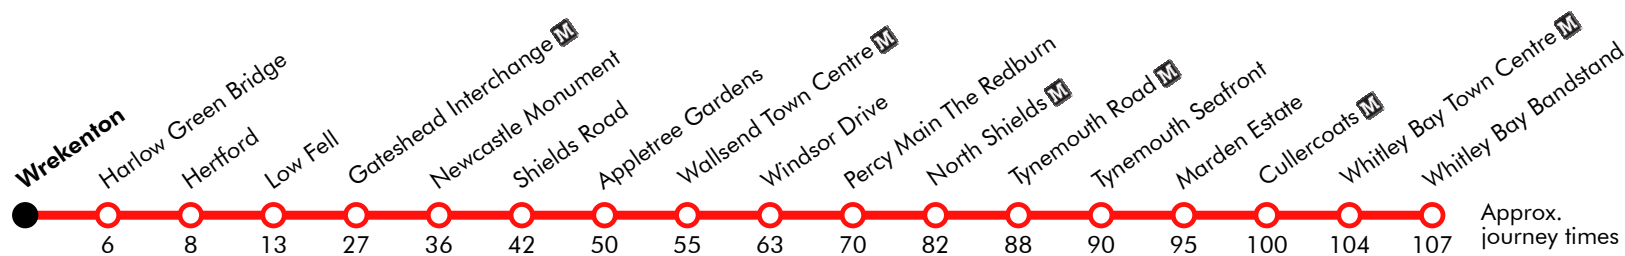 Wrekenton
Harlow Green Bridge
Hertford
Low Fell
Gateshead Interchange M
Newcastle Monument
Shields Road
Appletree Gardens
Wallsend Town Centre M
Windsor Drive
Percy Main The Redburn
North Shields M
Tynemouth Road M
Tynemouth Seafront
Marden Estate
Cullercoats M
Whitley Bay Town Centre M
Whitley Bay Bandstand
6 8 13 27 36 42 50 55 63 70 82 88 90 95 100 104 107
Approx.
journey times